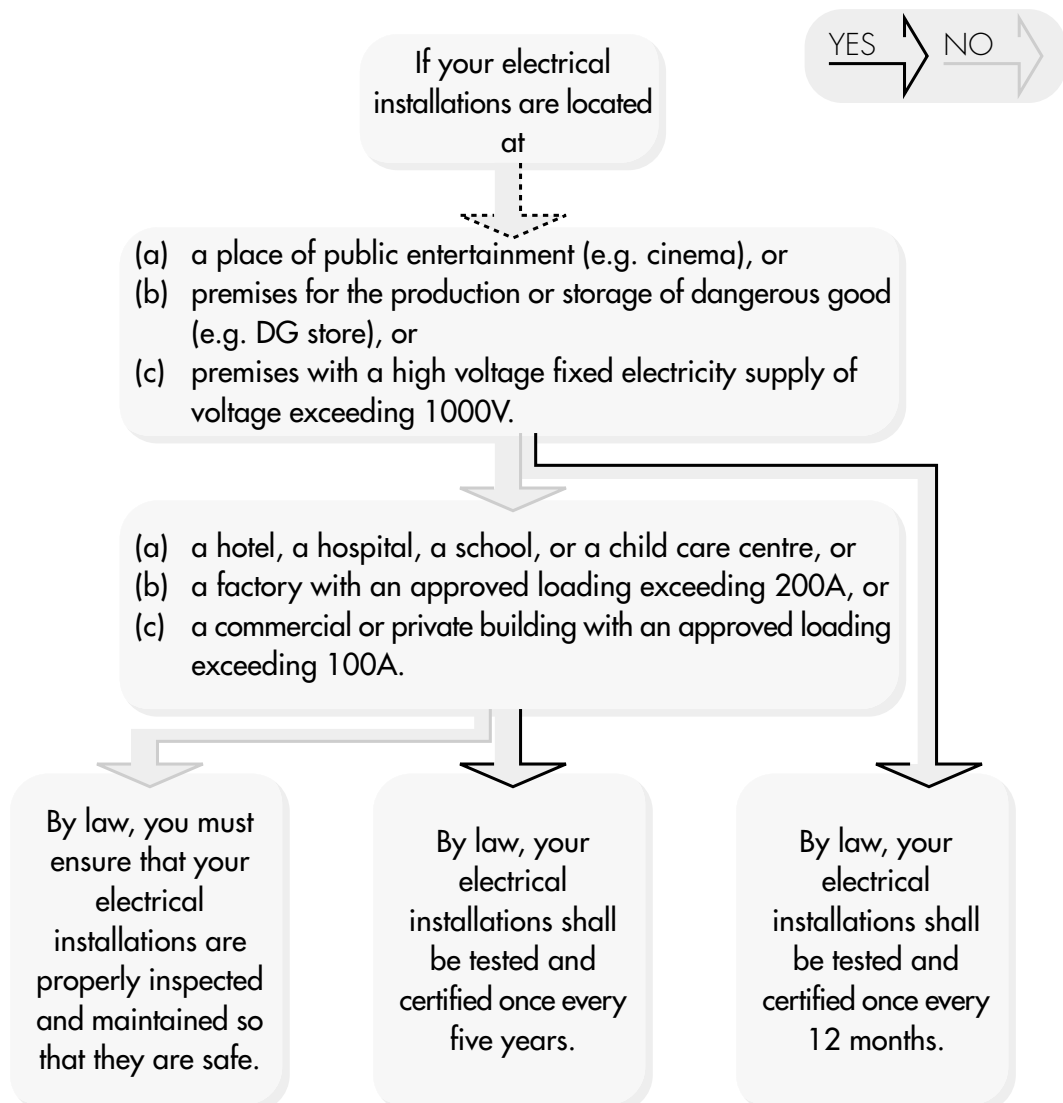 YES NO
If your electrical
installations are located
at
(a) a place of public entertainment (e.g. cinema), or
(b) premises for the production or storage of dangerous good
(e.g. DG store), or
(c) premises with a high voltage fixed electricity supply of
voltage exceeding 1000V.
(a) a hotel, a hospital, a school, or a child care centre, or
(b) a factory with an approved loading exceeding 200A, or
(c) a commercial or private building with an approved loading
exceeding 100A.
By law, you must
ensure that your
electrical
installations are
properly inspected
and maintained so
that they are safe.
By law, your
electrical
installations shall
be tested and
certified once every
five years.
By law, your
electrical
installations shall
be tested and
certified once every
12 months.